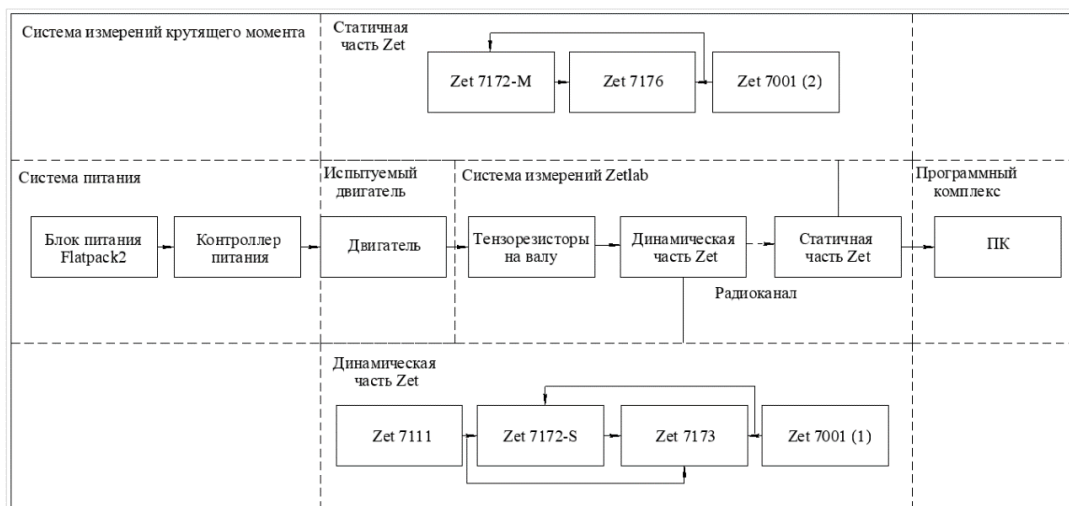 Система измерений крутящего момента
Статичная
часть Zet
Zet 7172-M
Zet 7176
Zet 7001 (2)
Система питания
Испытуемый
двигатель
Система измерений Zetlab
Программный
комплекс
Блок питания
Flatpack2
Контроллер
питания
Двигатель
Тензорезисторы
на валу
Динамическая
часть Zet
Статичная
часть Zet
ПК
Радиоканал
Динамическая
часть Zet
Zet 7111
Zet 7172-S
Zet 7173
Zet 7001 (1)